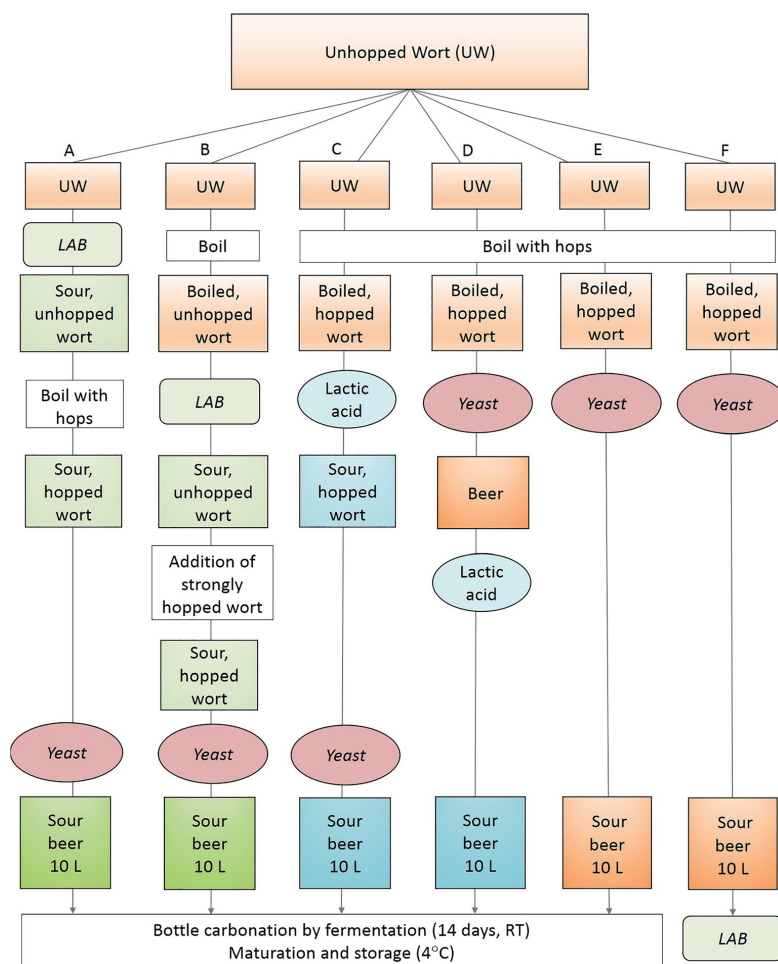 Unhopped Wort (UW)
A
B
C
D
E
F
UW
UW
UW
UW
UW
UW
LAB
Boil
Boil with hops
Sour,
unhopped
wort
Boiled,
unhopped
wort
Boiled,
hopped
wort
Boiled,
hopped
wort
Boiled,
hopped
wort
Boiled,
hopped
wort
Boil with
hops
LAB
Lactic
acid
Yeast
Yeast
Yeast
Sour,
hopped
wort
Sour,
unhopped
wort
Sour,
hopped
wort
Beer
Addition of
strongly
hopped wort
Lactic
acid
Sour,
hopped
wort
Yeast
Yeast
Yeast
Sour
beer
10 L
Sour
beer
10 L
Sour
beer
10 L
Sour
beer
10 L
Sour
beer
10 L
Sour
beer
10 L
Bottle carbonation by fermentation (14 days, RT)
Maturation and storage (4°C)
LAB